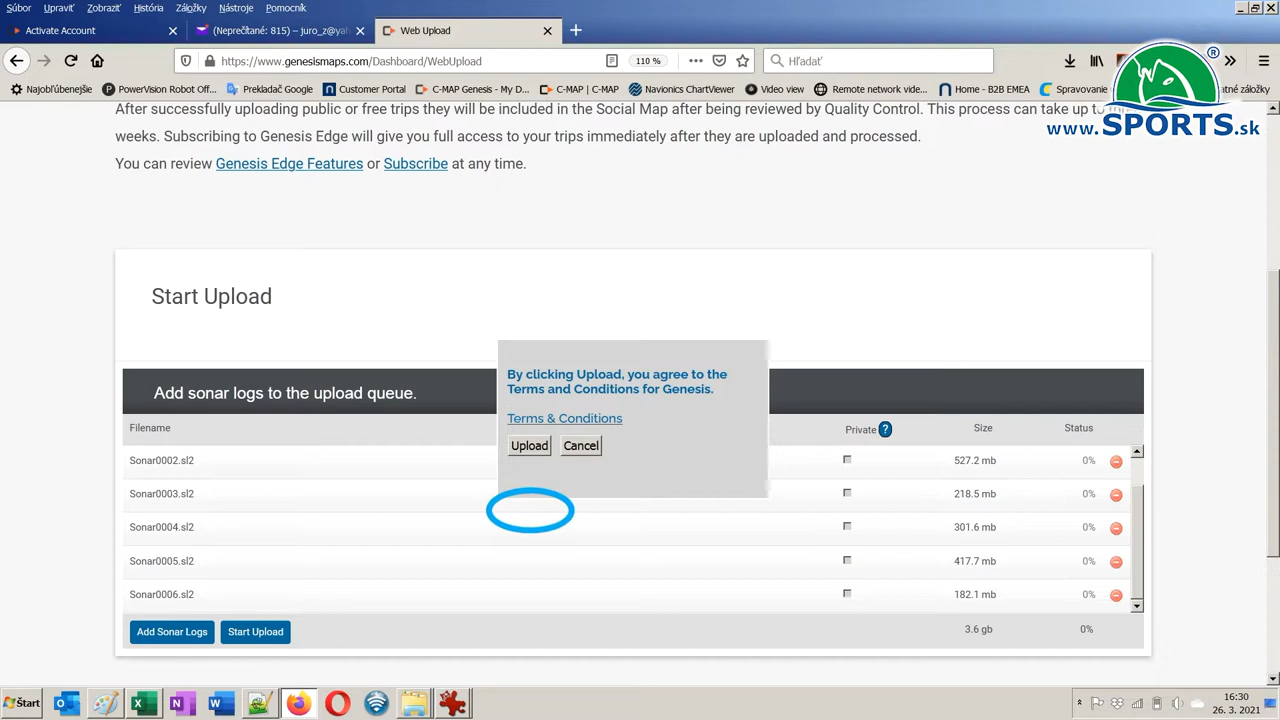 Súbor Upraviť Zobraziť História Záložky Nástroje Pomocník
Activate Account
(Neprečítané: 815) – juro_z@ya
Web Upload
https://www.genesismaps.com/Dashboard/WebUpload
110 %
Hľadať
Najobľúbenejšie
PowerVision Robot Off...
Prekladač Google
Customer Portal
C-MAP Genesis - My D...
C-MAP | C-MAP
Navionics ChartViewer
Video view
Remote network vide...
Home - B2B EMEA
Spravovanie
tné záložky
www.SPORTS.sk
After successfully uploading public or free trips they will be included in the Social Map after being reviewed by Quality Control. This process can take up to
weeks. Subscribing to Genesis Edge will give you full access to your trips immediately after they are uploaded and processed.
You can review Genesis Edge Features or Subscribe at any time.
Start Upload
By clicking Upload, you agree to the
Terms and Conditions for Genesis.
Terms & Conditions
Upload Cancel
Add sonar logs to the upload queue.
Filename Private ? Size Status
Sonar0002.sl2 527.2 mb 0%
Sonar0003.sl2 218.5 mb 0%
Sonar0004.sl2 301.6 mb 0%
Sonar0005.sl2 417.7 mb 0%
Sonar0006.sl2 182.1 mb 0%
Add Sonar Logs Start Upload 3.6 gb 0%
Štart
16:30
26. 3. 2021